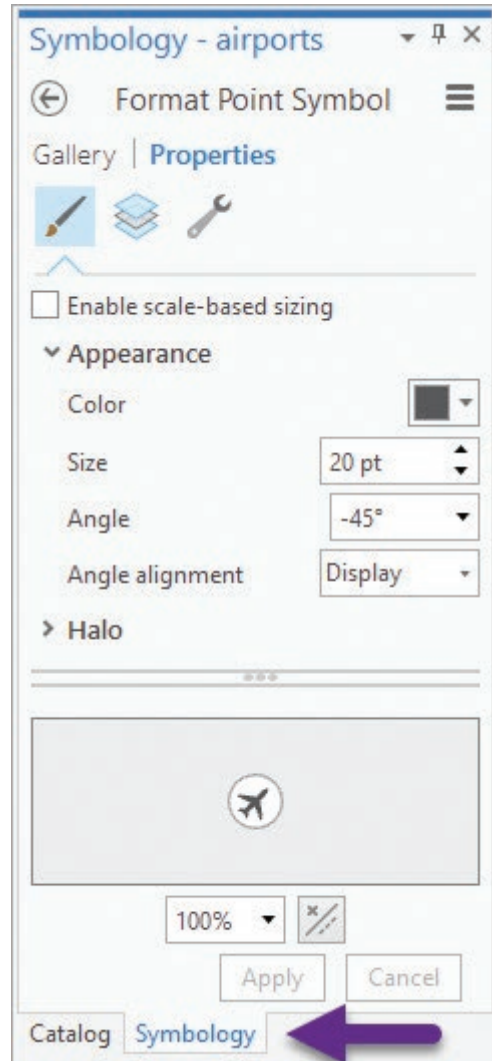 Symbology - airports
Format Point Symbol
Gallery | Properties
Enable scale-based sizing
Appearance
Color
Size 20 pt
Angle -45°
Angle alignment Display
Halo
100%
Apply Cancel
Catalog Symbology